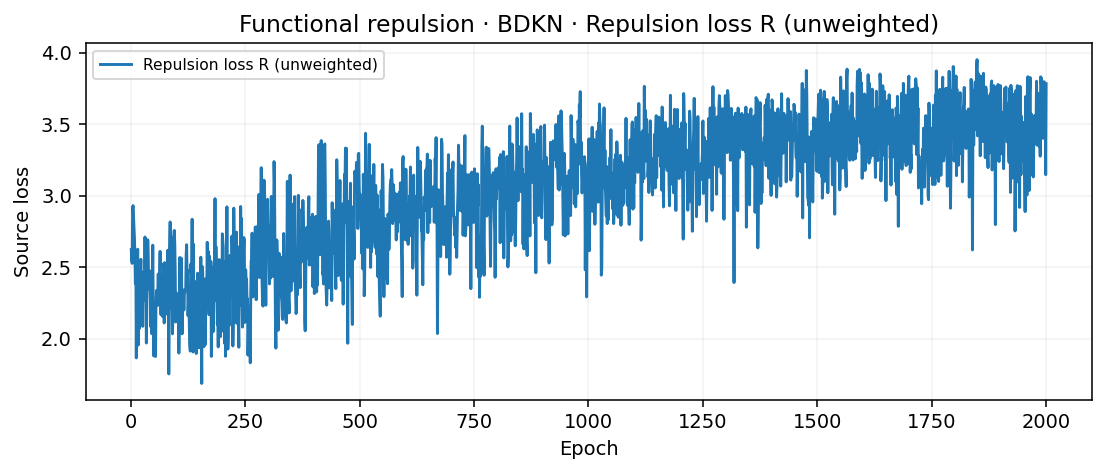 Functional repulsion · BDKN · Repulsion loss R (unweighted)
Repulsion loss R (unweighted)
Source loss
4.0
3.5
3.0
2.5
2.0
0 250 500 750 1000 1250 1500 1750 2000
Epoch